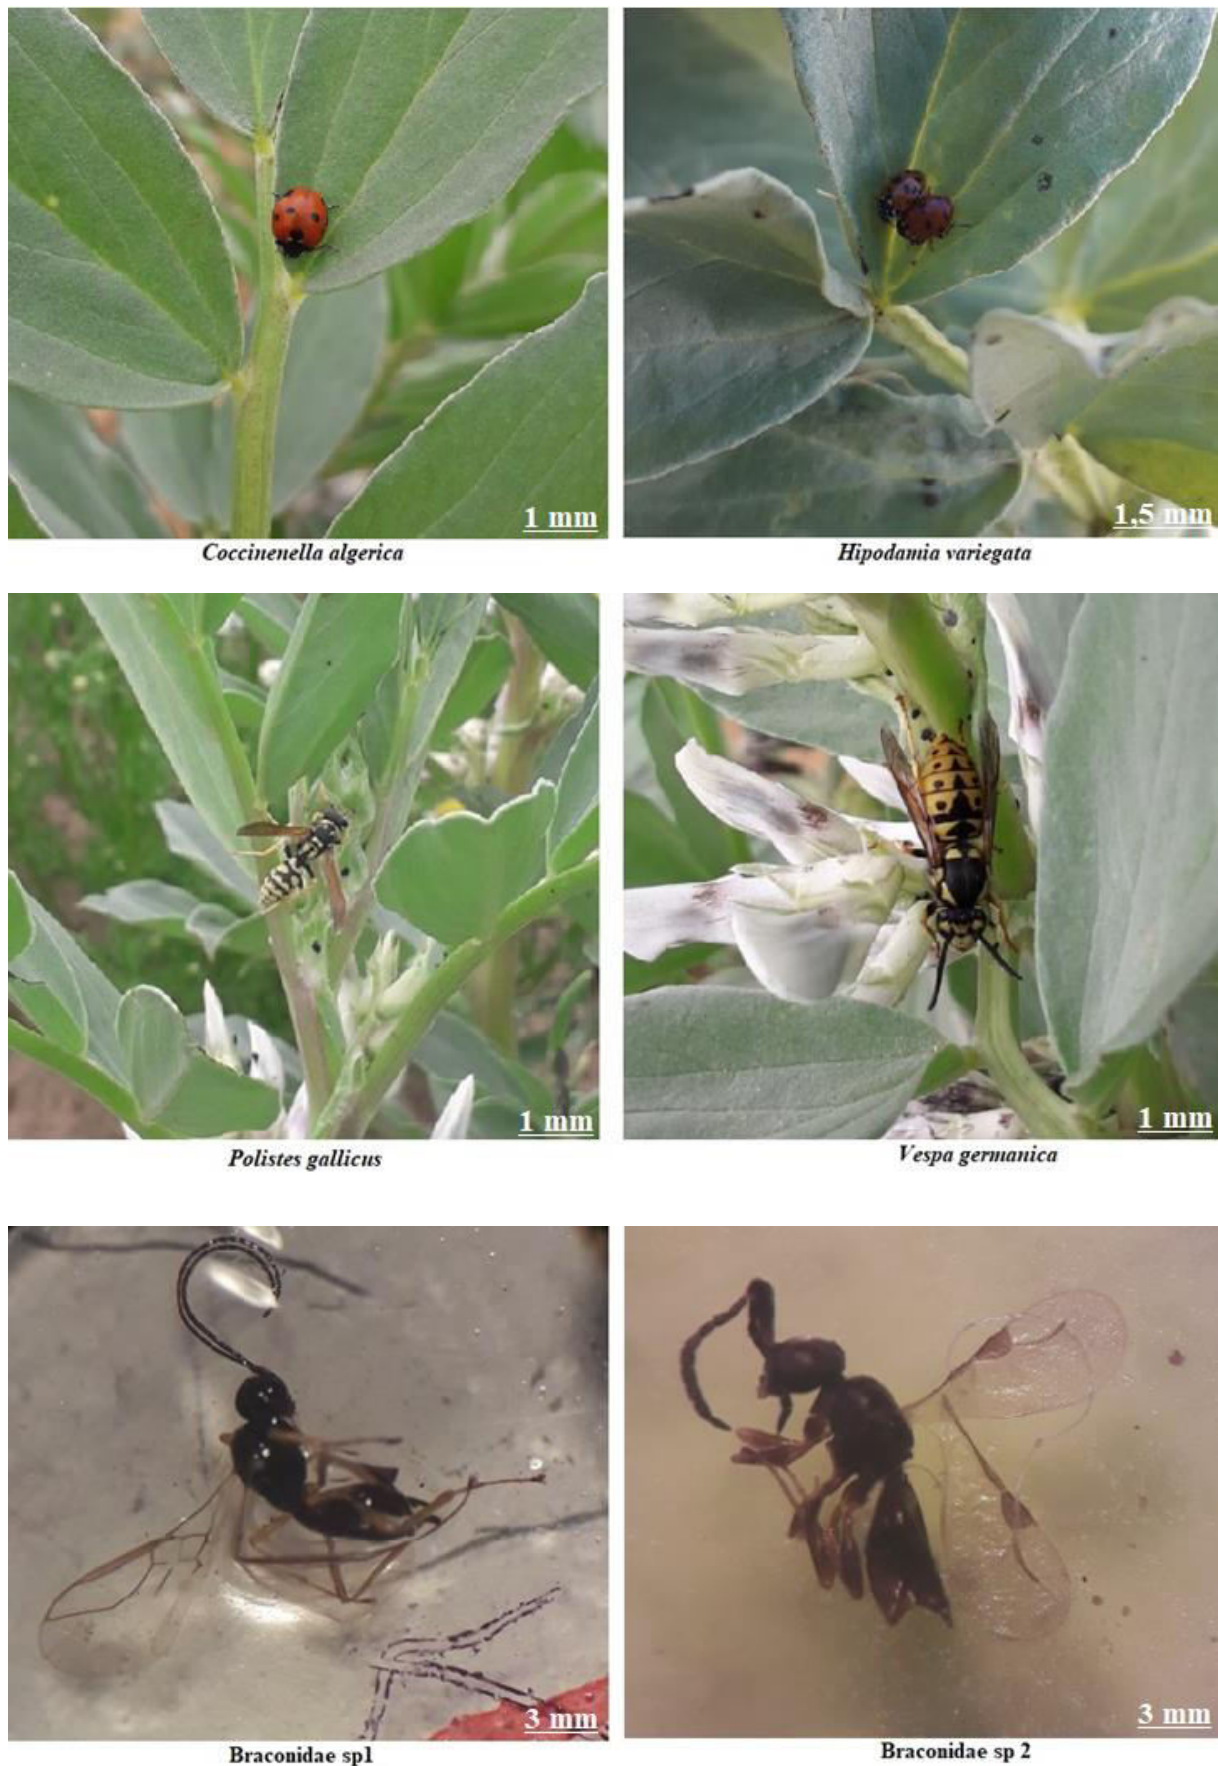 1 mm
1,5 mm
Coccinenella algerica
Hipodamia variegata
1 mm
1 mm
Polistes gallicus
Vespa germanica
3 mm
3 mm
Braconidae sp1
Braconidae sp 2